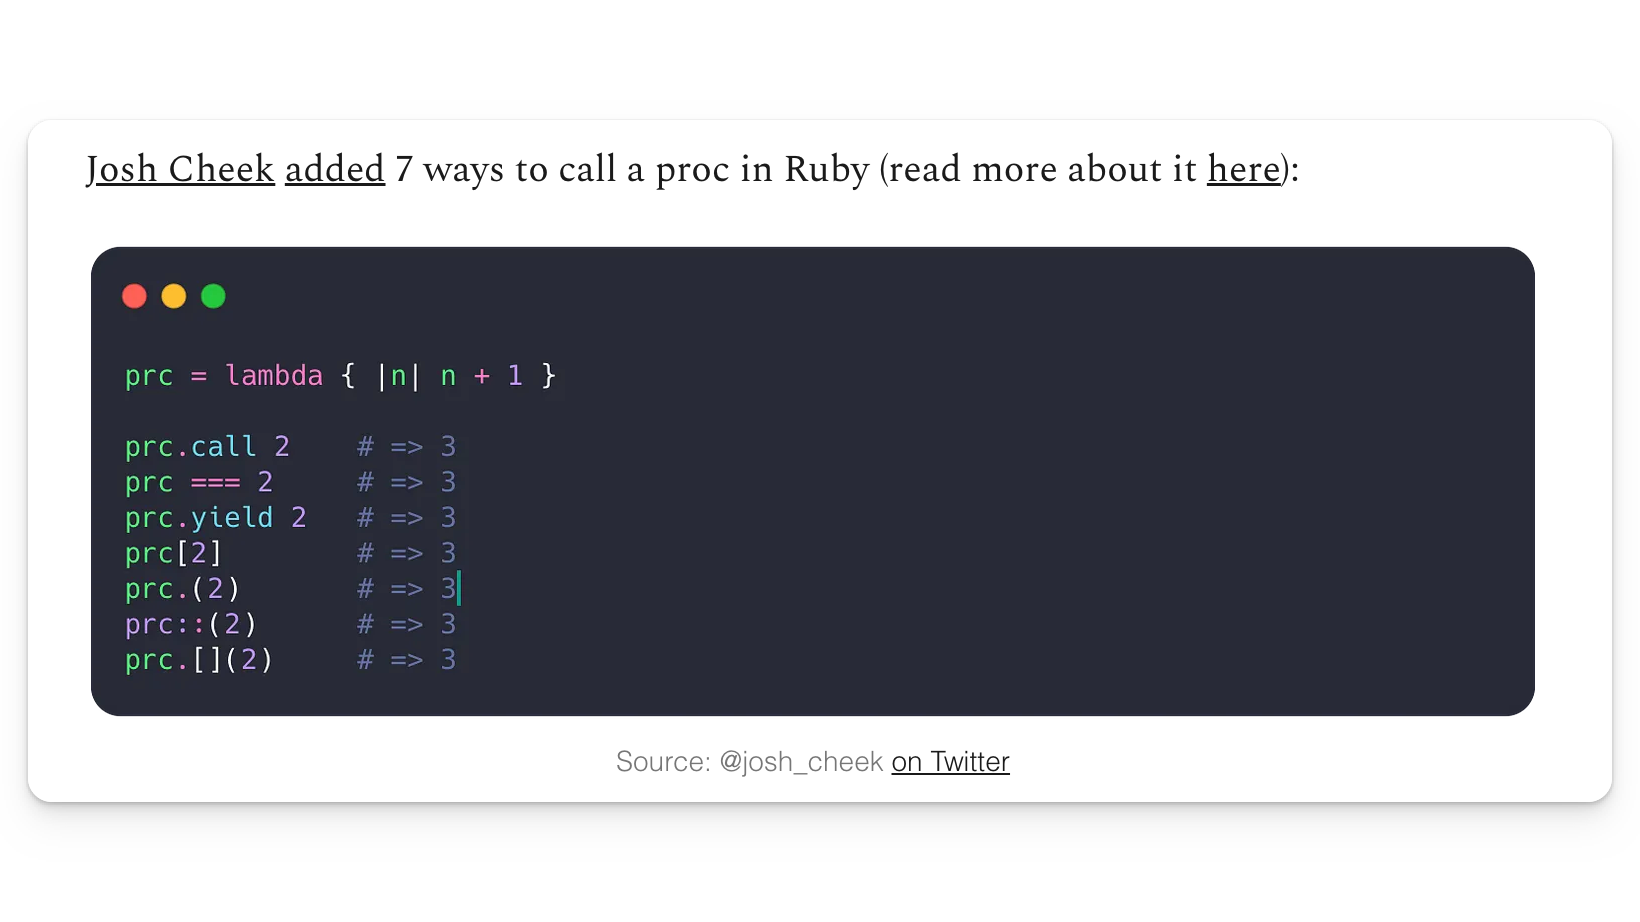 Josh Cheek added 7 ways to call a proc in Ruby (read more about it here):
prc = lambda { |n| n + 1 }
prc.call 2    # => 3
prc === 2     # => 3
prc.yield 2   # => 3
prc[2]        # => 3
prc.(2)       # => 3
prc::(2)      # => 3
prc.[](2)     # => 3
Source: @josh_cheek on Twitter